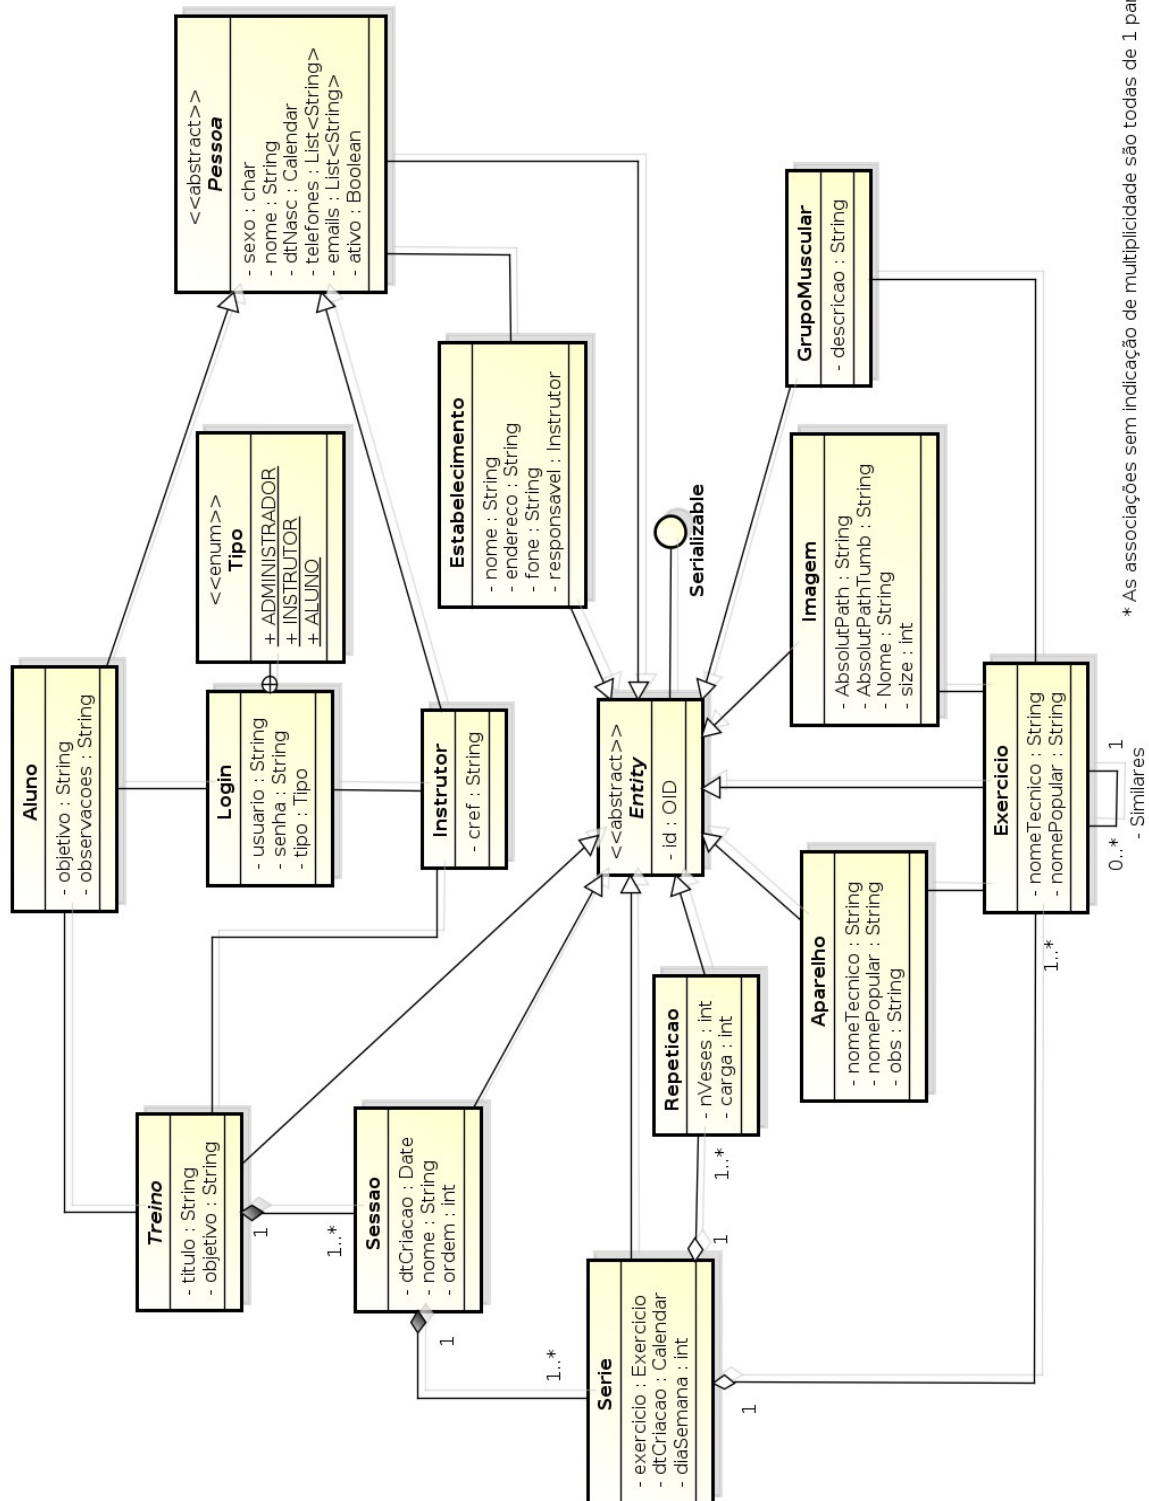 <<abstract>>
Pessoa
- sexo : char
- nome : String
- dtNasc : Calendar
- telefones : List<String>
- emails : List<String>
- ativo : Boolean
Aluno
- objetivo : String
- observacoes : String
<<enum>>
Tipo
+ ADMINISTRADOR
+ INSTRUTOR
+ ALUNO
Login
- usuario : String
- senha : String
- tipo : Tipo
Instrutor
- cref : String
Estabelecimento
- nome : String
- endereco : String
- fone : String
- responsavel : Instrutor
Treino
- titulo : String
- objetivo : String
1
1..*
Sessao
- dtCriacao : Date
- nome : String
- ordem : int
1
1..*
Serie
- exercicio : Exercicio
- dtCriacao : Calendar
- diaSemana : int
1
1..*
Repeticao
- nVeses : int
- carga : int
<<abstract>>
Entity
- id : OID
Serializable
GrupoMuscular
- descricao : String
Imagem
- AbsolutPath : String
- AbsolutPathTumb : String
- Nome : String
- size : int
Aparelho
- nomeTecnico : String
- nomePopular : String
- obs : String
1
1..*
Exercicio
- nomeTecnico : String
- nomePopular : String
0..*
1
- Similares
* As associações sem indicação de multiplicidade são todas de 1 par